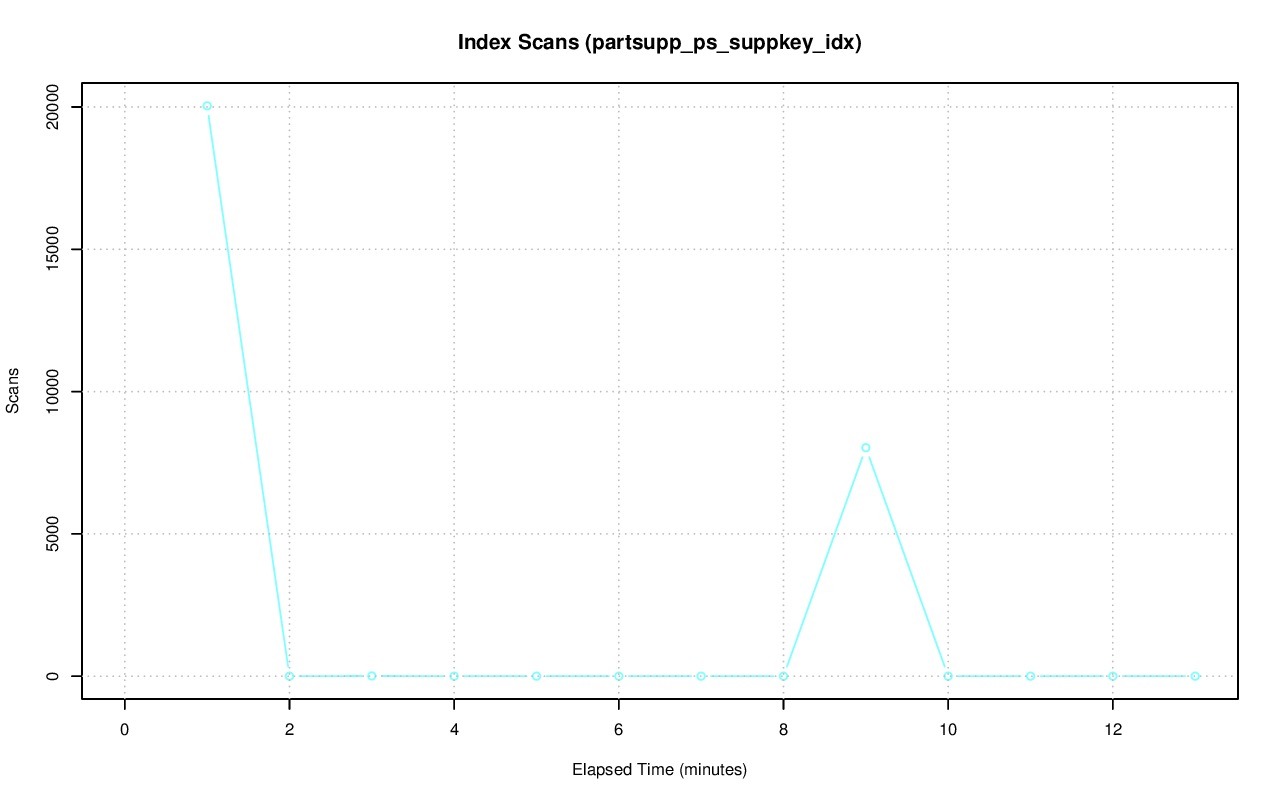 Index Scans (partsupp_ps_suppkey_idx)
20000
15000
10000
5000
0
Scans
0 2 4 6 8 10 12
Elapsed Time (minutes)